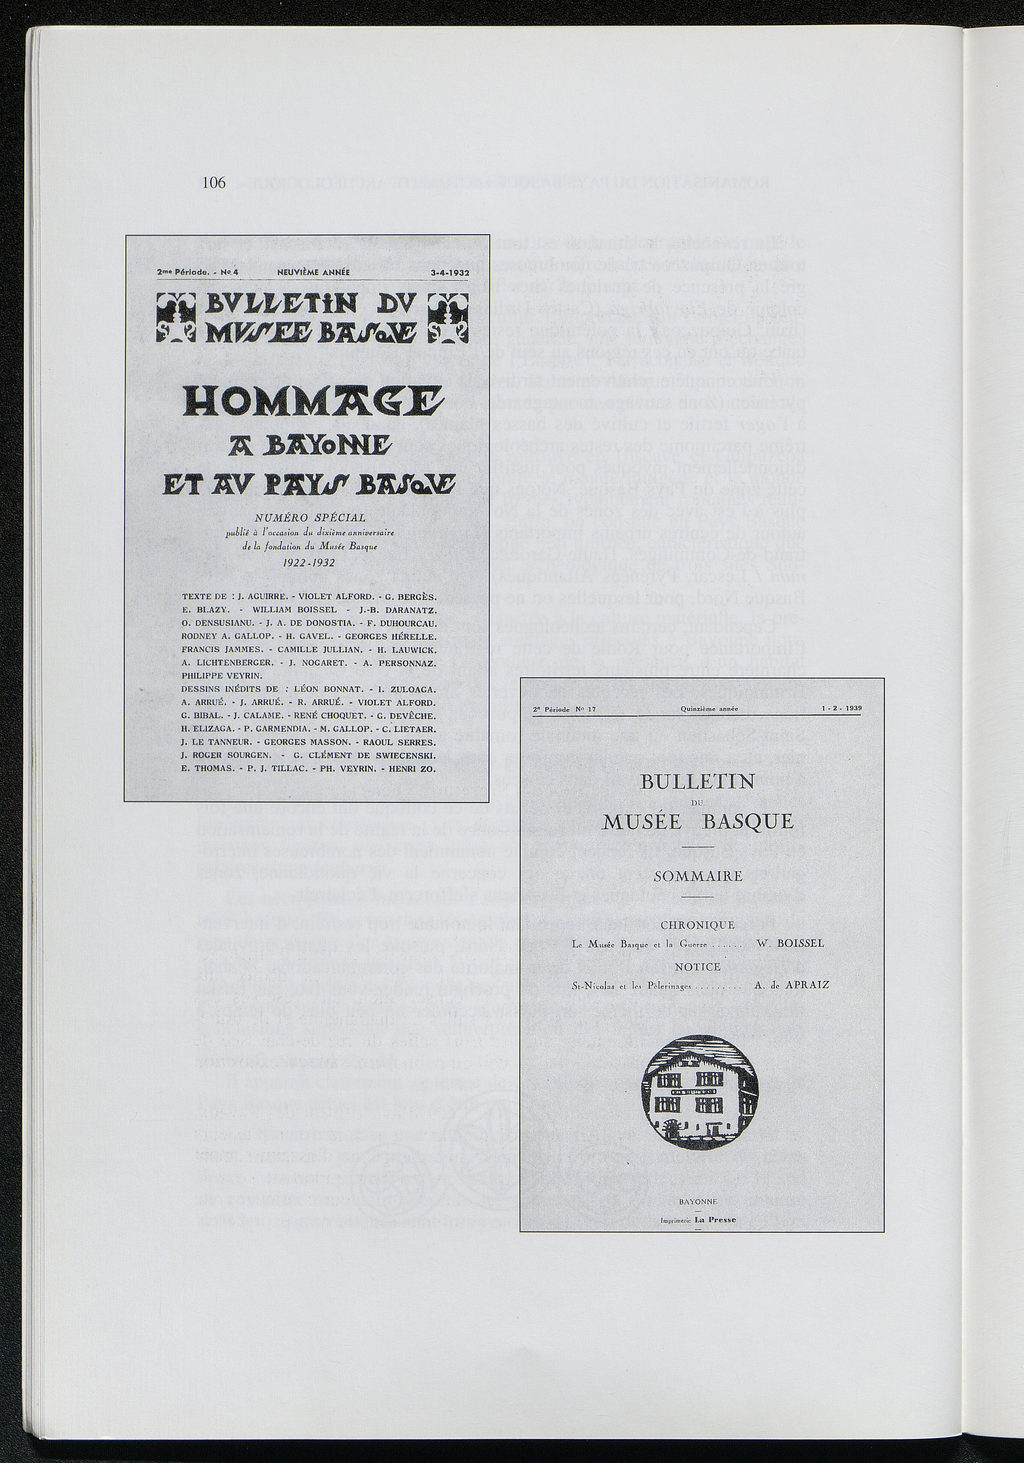 106
2me Période. - No 4 NEUVIÈME ANNÉE 3-4-1932
BVLLETIN DV
MVSEE BASQVE
HOMMAGE
A BAYONNE
ET AV PAYS BASQVE
NUMÉRO SPÉCIAL
publié à l'occasion du dixième anniversaire
de la fondation du Musée Basque
1922-1932
TEXTE DE : J. AGUIRRE. - VIOLET ALFORD. - G. BERGÈS.
E. BLAZY. - WILLIAM BOISSEL - J.-B. DARANATZ.
O. DENSUSIANU. - J. A. DE DONOSTIA. - F. DUHOURCAU.
RODNEY A. GALLOP. - H. GAVEL. - GEORGES HÉRELLE.
FRANCIS JAMMES. - CAMILLE JULLIAN. - H. LAUWICK.
A. LICHTENBERGER. - J. NOGARET. - A. PERSONNAZ.
PHILIPPE VEYRIN.
DESSINS INÉDITS DE : LÉON BONNAT. - I. ZULOAGA.
A. ARRUÉ. - J. ARRUÉ. - R. ARRUÉ. - VIOLET ALFORD.
G. BIBAL. - J. CALAME. - RENÉ CHOQUET. - G. DEVÊCHE.
H. ELIZAGA. - P. GARMENDIA. - M. GALLOP. - C. LIETAER.
J. LE TANNEUR. - GEORGES MASSON. - RAOUL SERRES.
J. ROGER SOURGEN. - G. CLÉMENT DE SWIECENSKI.
E. THOMAS. - P. J. TILLAC. - PH. VEYRIN. - HENRI ZO.
2e Période No 17 Quinzième année 1 - 2 - 1939
BULLETIN
DU
MUSÉE BASQUE
SOMMAIRE
CHRONIQUE
Le Musée Basque et la Guerre ...... W. BOISSEL
NOTICE
St-Nicolas et les Pèlerinages ......... A. de APRAIZ
BAYONNE
Imprimerie La Presse